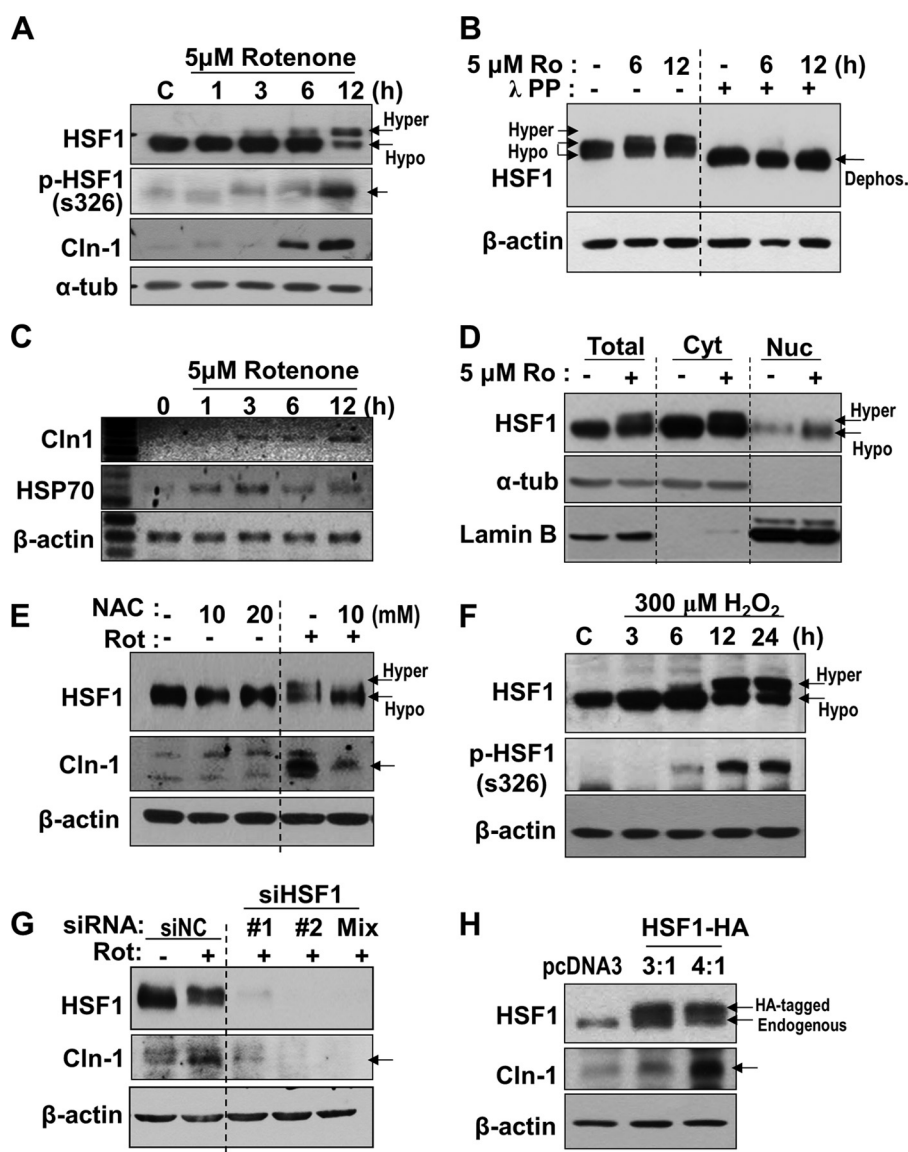 A
5μM Rotenone
C 1 3 6 12 (h)
HSF1
Hyper
Hypo
p-HSF1
(s326)
Cln-1
α-tub
B
5 μM Ro : - 6 12 - 6 12 (h)
λ PP : - - - + + +
Hyper
Hypo
HSF1
Dephos.
β-actin
C
5μM Rotenone
0 1 3 6 12 (h)
Cln1
HSP70
β-actin
D
Total Cyt Nuc
5 μM Ro : - + - + - +
HSF1
Hyper
Hypo
α-tub
Lamin B
E
NAC : - 10 20 - 10 (mM)
Rot : - - - + +
HSF1
Hyper
Hypo
Cln-1
β-actin
F
300 μM H₂O₂
C 3 6 12 24 (h)
HSF1
Hyper
Hypo
p-HSF1
(s326)
β-actin
G
siHSF1
siRNA: siNC #1 #2 Mix
Rot: - + + + +
HSF1
Cln-1
β-actin
H
HSF1-HA
pcDNA3 3:1 4:1
HSF1
HA-tagged
Endogenous
Cln-1
β-actin